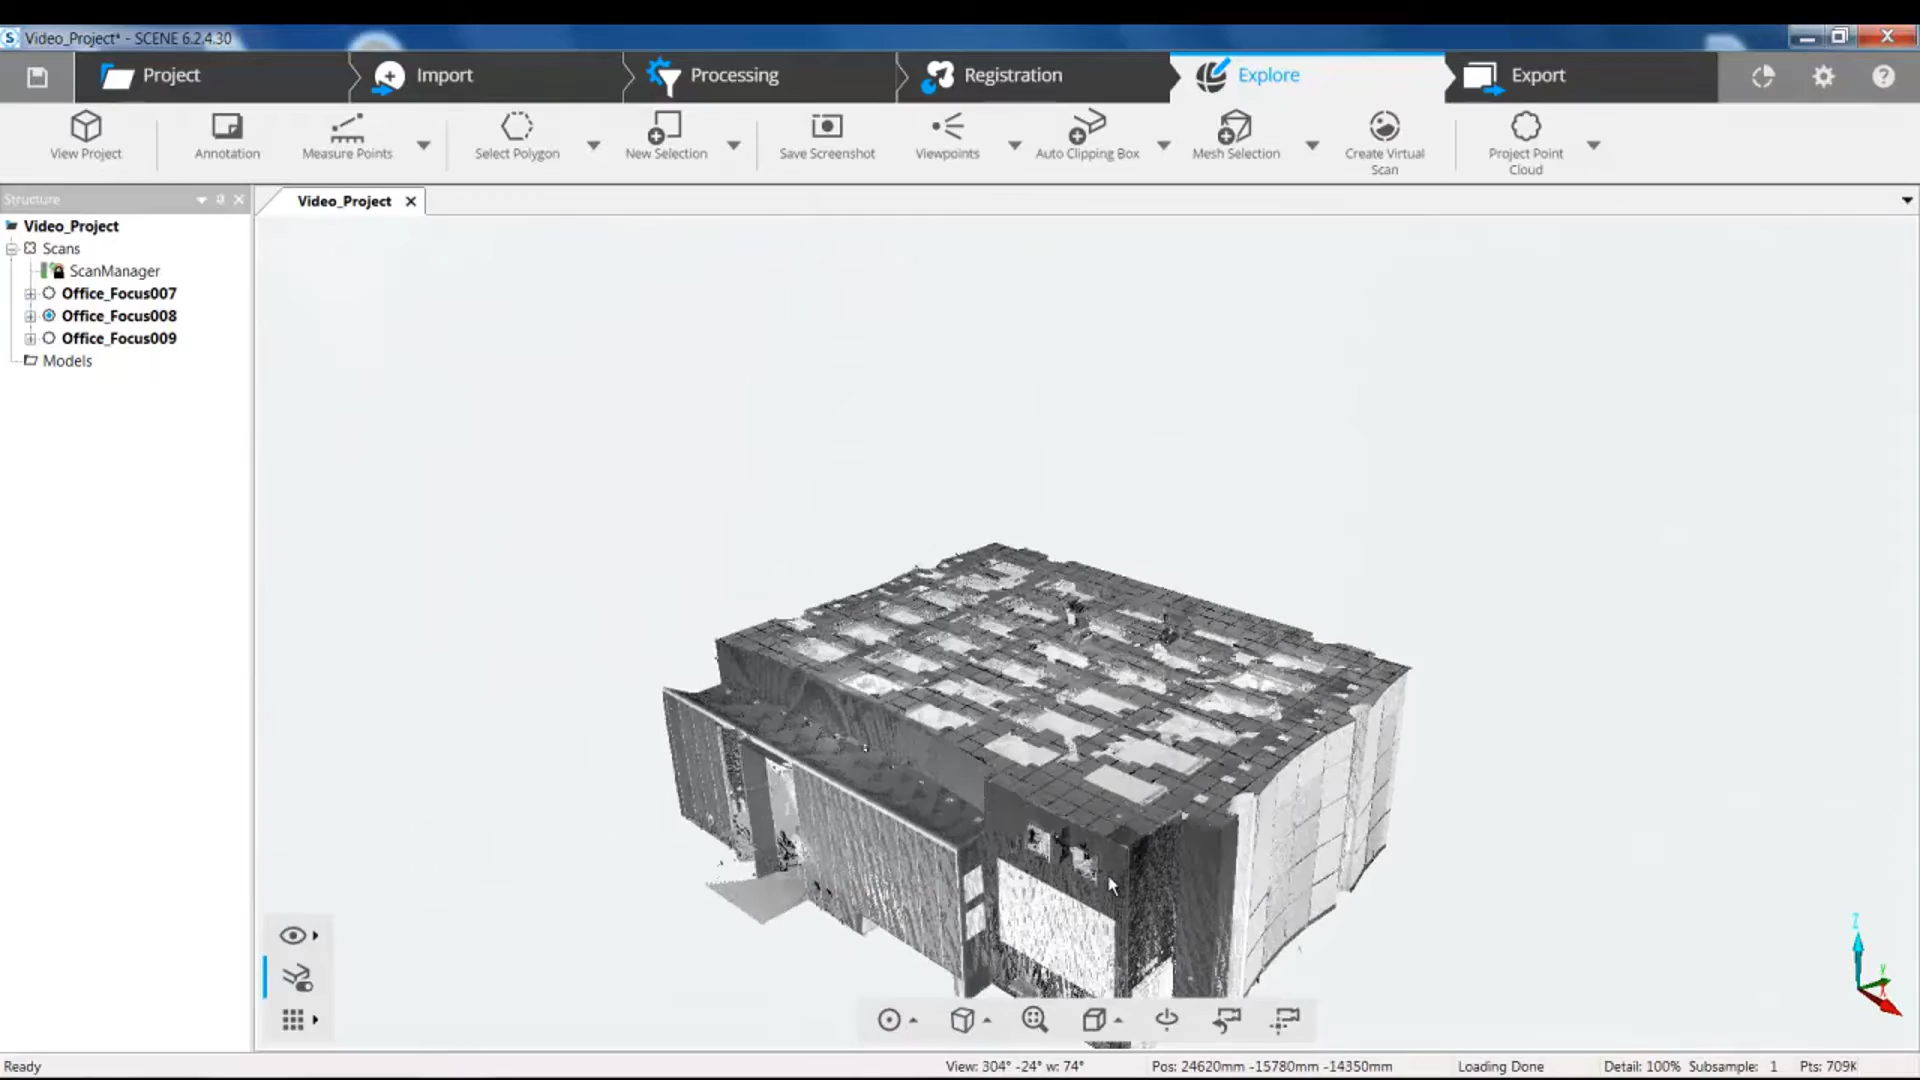 S Video_Project* - SCENE 6.2.4.30
Project
Import
Processing
Registration
Explore
Export
View Project
Annotation
Measure Points
Select Polygon
New Selection
Save Screenshot
Viewpoints
Auto Clipping Box
Mesh Selection
Create Virtual
Scan
Project Point
Cloud
Structure
Video_Project
Video_Project
Scans
ScanManager
Office_Focus007
Office_Focus008
Office_Focus009
Models
Z
Y
X
Ready
View: 304° -24° w: 74°
Pos: 24620mm -15780mm -14350mm
Loading Done
Detail: 100%
Subsample: 1
Pts: 709K